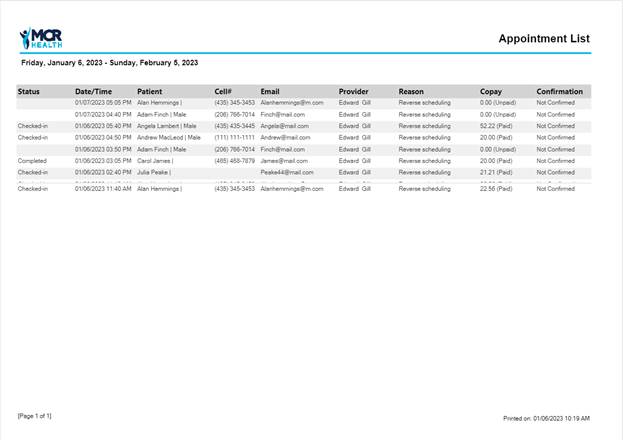 MCR HEALTH
Appointment List
Friday, January 6, 2023 - Sunday, February 5, 2023
Status Date/Time Patient Cell# Email Provider Reason Copay Confirmation
01/07/2023 05:05 PM Alan Hemmings | (435) 345-3453 Alanhemmings@m.com Edward Gill Reverse scheduling 0.00 (Unpaid) Not Confirmed
01/07/2023 04:40 PM Adam Finch | Male (206) 766-7014 Finch@mail.com Edward Gill Reverse scheduling 0.00 (Unpaid) Not Confirmed
Checked-in 01/06/2023 05:40 PM Angela Lambert | Male (435) 435-3445 Angela@mail.com Edward Gill Reverse scheduling 52.22 (Paid) Not Confirmed
Checked-in 01/06/2023 04:50 PM Andrew MacLeod | Male (111) 111-1111 Andrew@mail.com Edward Gill Reverse scheduling 20.00 (Paid) Not Confirmed
01/06/2023 03:50 PM Adam Finch | Male (206) 766-7014 Finch@mail.com Edward Gill Reverse scheduling 0.00 (Unpaid) Not Confirmed
Completed 01/06/2023 03:05 PM Carol James | (465) 468-7879 James@mail.com Edward Gill Reverse scheduling 20.00 (Paid) Not Confirmed
Checked-in 01/06/2023 02:40 PM Julia Peake | Peake44@mail.com Edward Gill Reverse scheduling 21.21 (Paid) Not Confirmed
Checked-in 01/06/2023 11:40 AM Alan Hemmings | (435) 345-3453 Alanhemmings@m.com Edward Gill Reverse scheduling 22.56 (Paid) Not Confirmed
[Page 1 of 1]
Printed on: 01/06/2023 10:19 AM